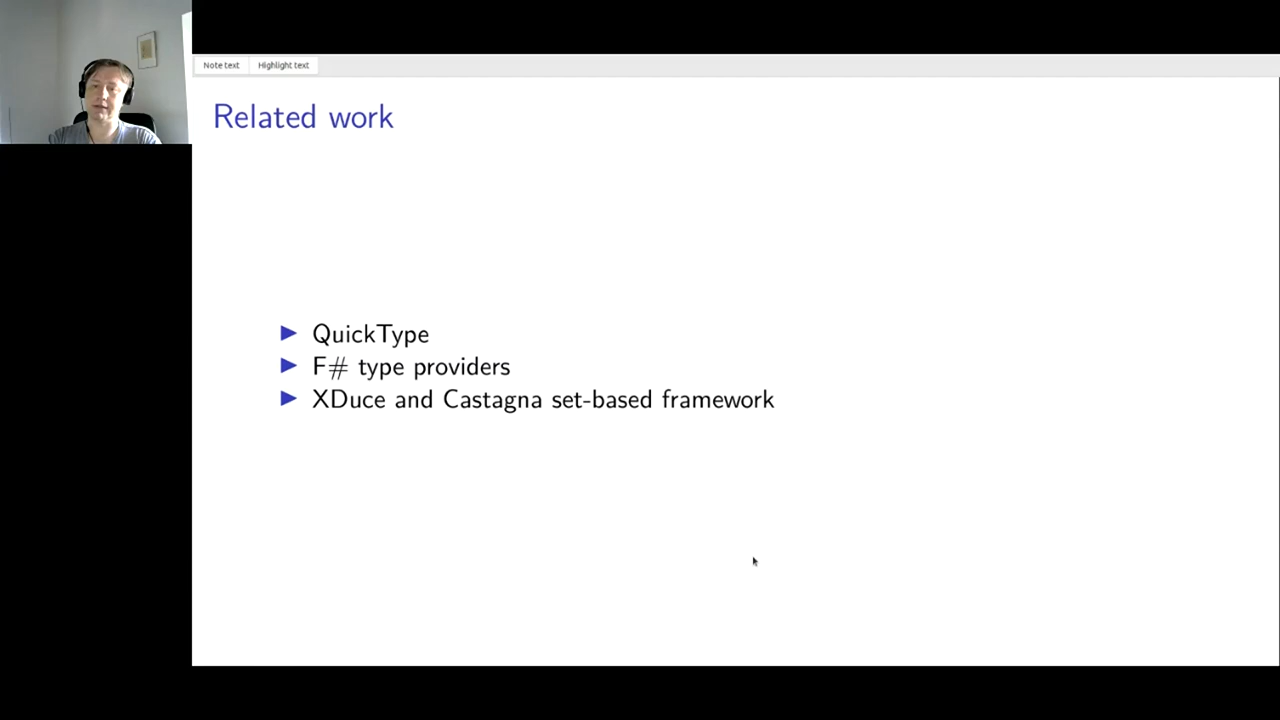 Note text
Highlight text
Related work
QuickType
F# type providers
XDuce and Castagna set-based framework